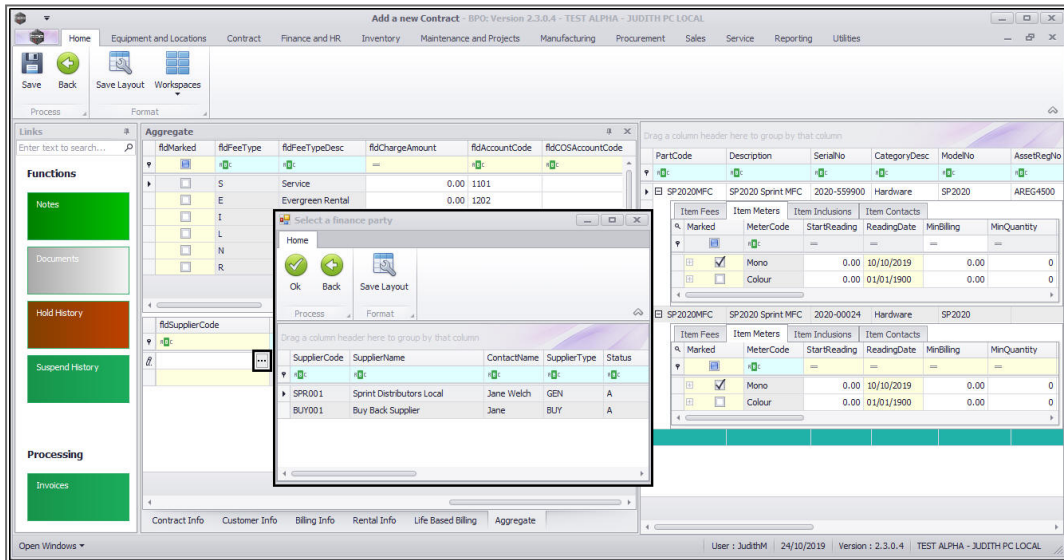 Add a new Contract - BPO: Version 2.3.0.4 - TEST ALPHA - JUDITH PC LOCAL
Home Equipment and Locations Contract Finance and HR Inventory Maintenance and Projects Manufacturing Procurement Sales Service Reporting Utilities
Save Back Save Layout Workspaces
Process Format
Links
Enter text to search...
Functions
Notes
Documents
Hold History
Suspend History
Processing
Invoices
Aggregate
fldMarked fldFeeType fldFeeTypeDesc fldChargeAmount fldAccountCode fldCOSAccountCode
S Service 0.00 1101
E Evergreen Rental 0.00 1202
I
L
N
R
fldSupplierCode
Select a finance party
Home
Ok Back Save Layout
Process Format
Drag a column header here to group by that column
SupplierCode SupplierName ContactName SupplierType Status
SPR001 Sprint Distributors Local Jane Welch GEN A
BUY001 Buy Back Supplier Jane BUY A
Contract Info Customer Info Billing Info Rental Info Life Based Billing Aggregate
Drag a column header here to group by that column
PartCode Description SerialNo CategoryDesc ModelNo AssetRegNo
SP2020MFC SP2020 Sprint MFC 2020-559900 Hardware SP2020 AREG4500
Item Fees Item Meters Item Inclusions Item Contacts
Marked MeterCode StartReading ReadingDate MinBilling MinQuantity
Mono 0.00 10/10/2019 0.00 0
Colour 0.00 01/01/1900 0.00 0
SP2020MFC SP2020 Sprint MFC 2020-00024 Hardware SP2020
Item Fees Item Meters Item Inclusions Item Contacts
Marked MeterCode StartReading ReadingDate MinBilling MinQuantity
Mono 0.00 10/10/2019 0.00 0
Colour 0.00 01/01/1900 0.00 0
Open Windows User : JudithM 24/10/2019 Version : 2.3.0.4 TEST ALPHA - JUDITH PC LOCAL